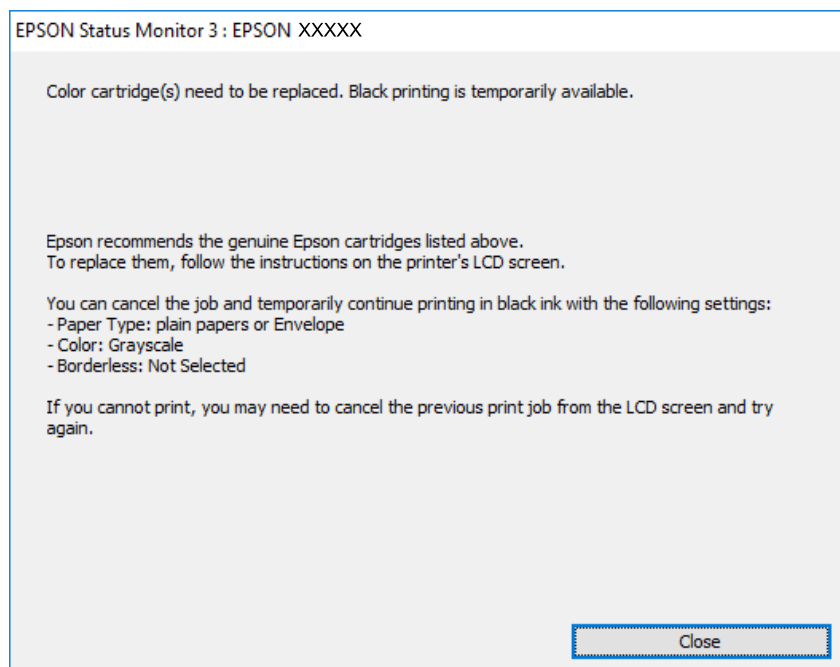 EPSON Status Monitor 3 : EPSON XXXXX
Color cartridge(s) need to be replaced. Black printing is temporarily available.
Epson recommends the genuine Epson cartridges listed above.
To replace them, follow the instructions on the printer's LCD screen.
You can cancel the job and temporarily continue printing in black ink with the following settings:
- Paper Type: plain papers or Envelope
- Color: Grayscale
- Borderless: Not Selected
If you cannot print, you may need to cancel the previous print job from the LCD screen and try
again.
Close